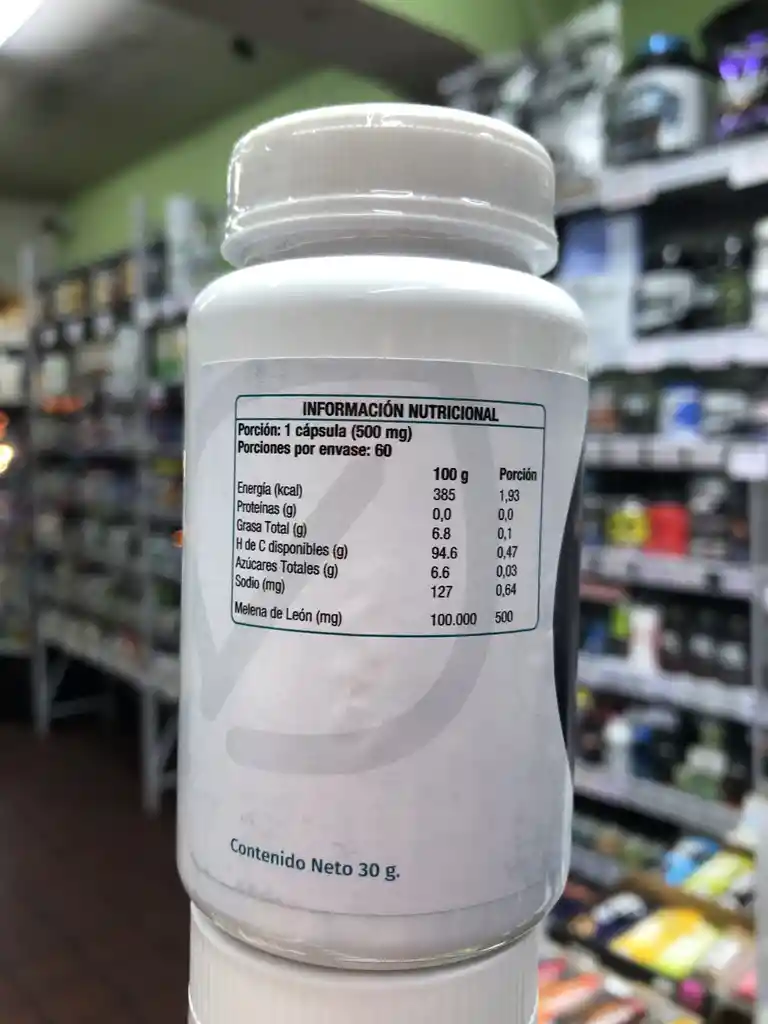 INFORMACIÓN NUTRICIONAL
Porción: 1 cápsula (500 mg)
Porciones por envase: 60
100 g Porción
Energía (kcal) 385 1,93
Proteínas (g) 0,0 0,0
Grasa Total (g) 6.8 0,1
H de C disponibles (g) 94.6 0,47
Azúcares Totales (g) 6.6 0,03
Sodio (mg) 127 0,64
Melena de León (mg) 100.000 500
Contenido Neto 30 g.